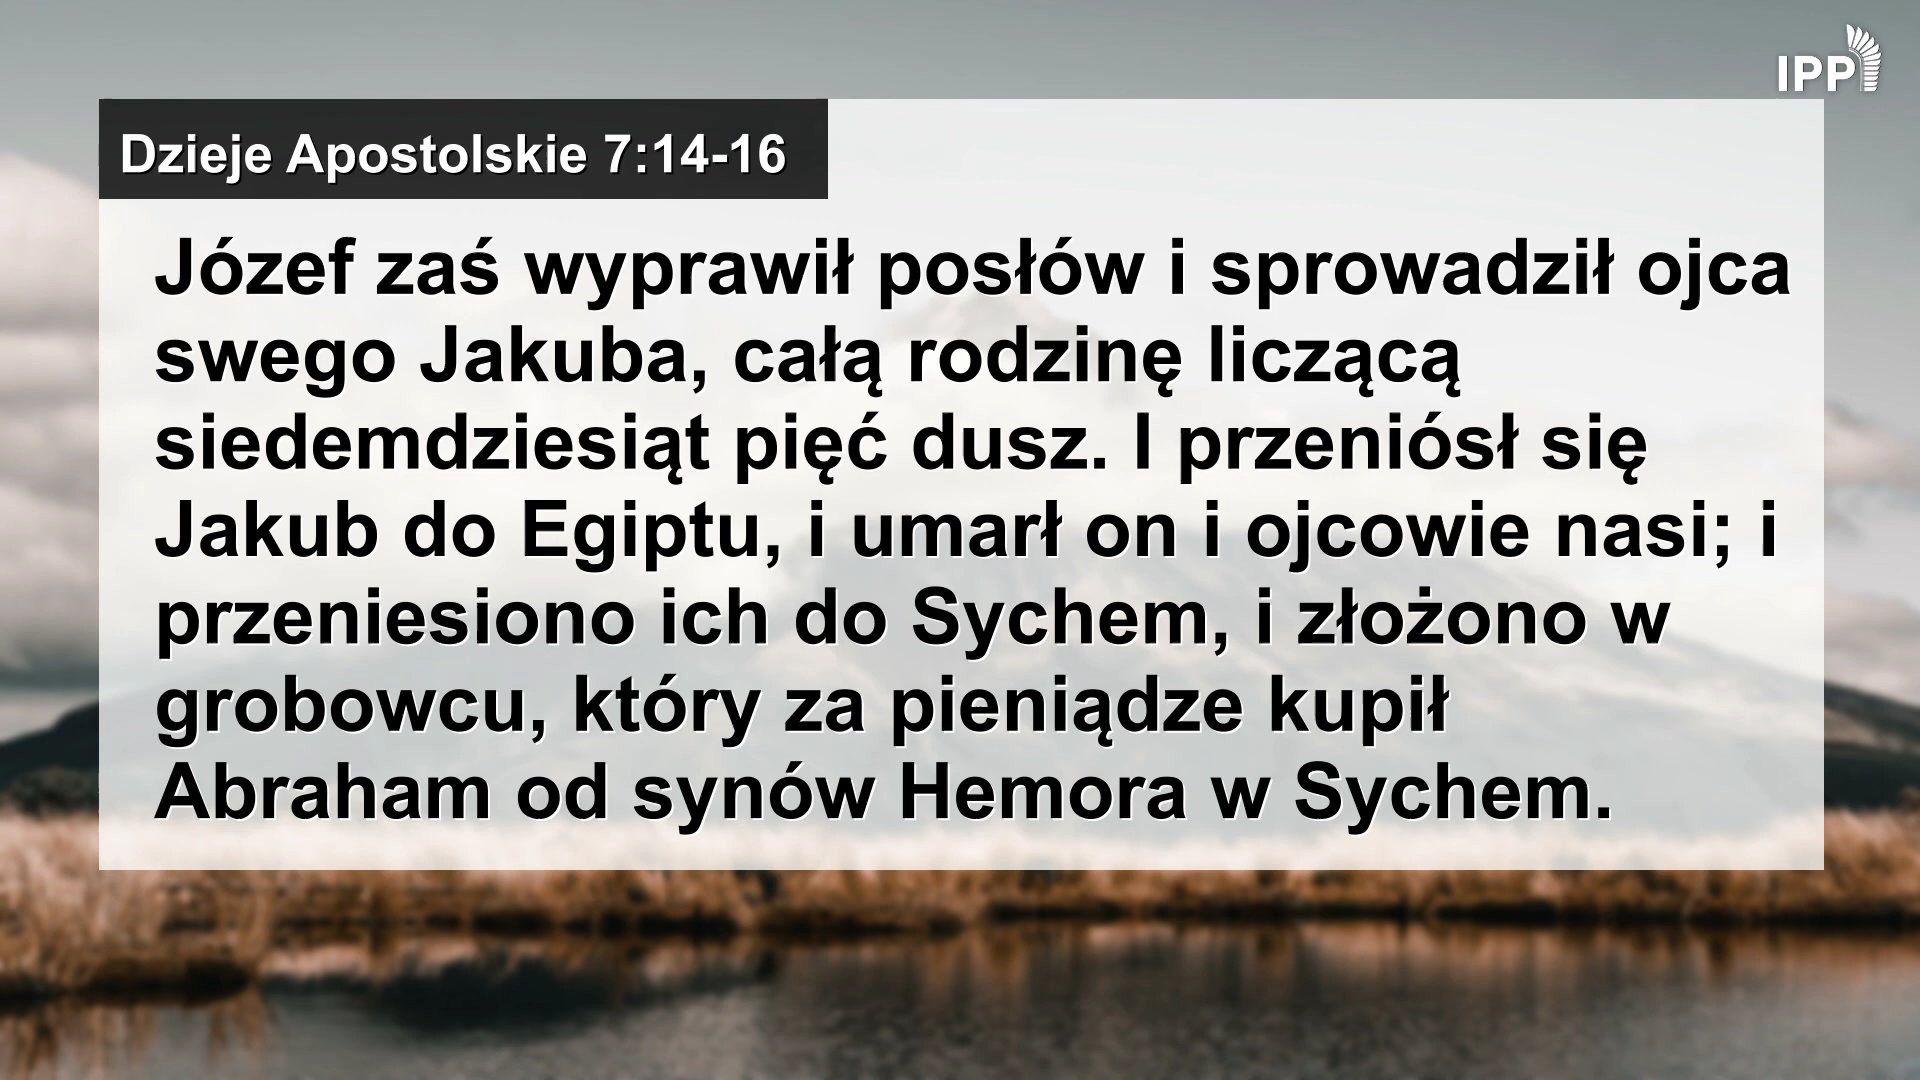 IPP
Dzieje Apostolskie 7:14-16
Józef zaś wyprawił posłów i sprowadził ojca
swego Jakuba, całą rodzinę liczącą
siedemdziesiąt pięć dusz. I przeniósł się
Jakub do Egiptu, i umarł on i ojcowie nasi; i
przeniesiono ich do Sychem, i złożono w
grobowcu, który za pieniądze kupił
Abraham od synów Hemora w Sychem.